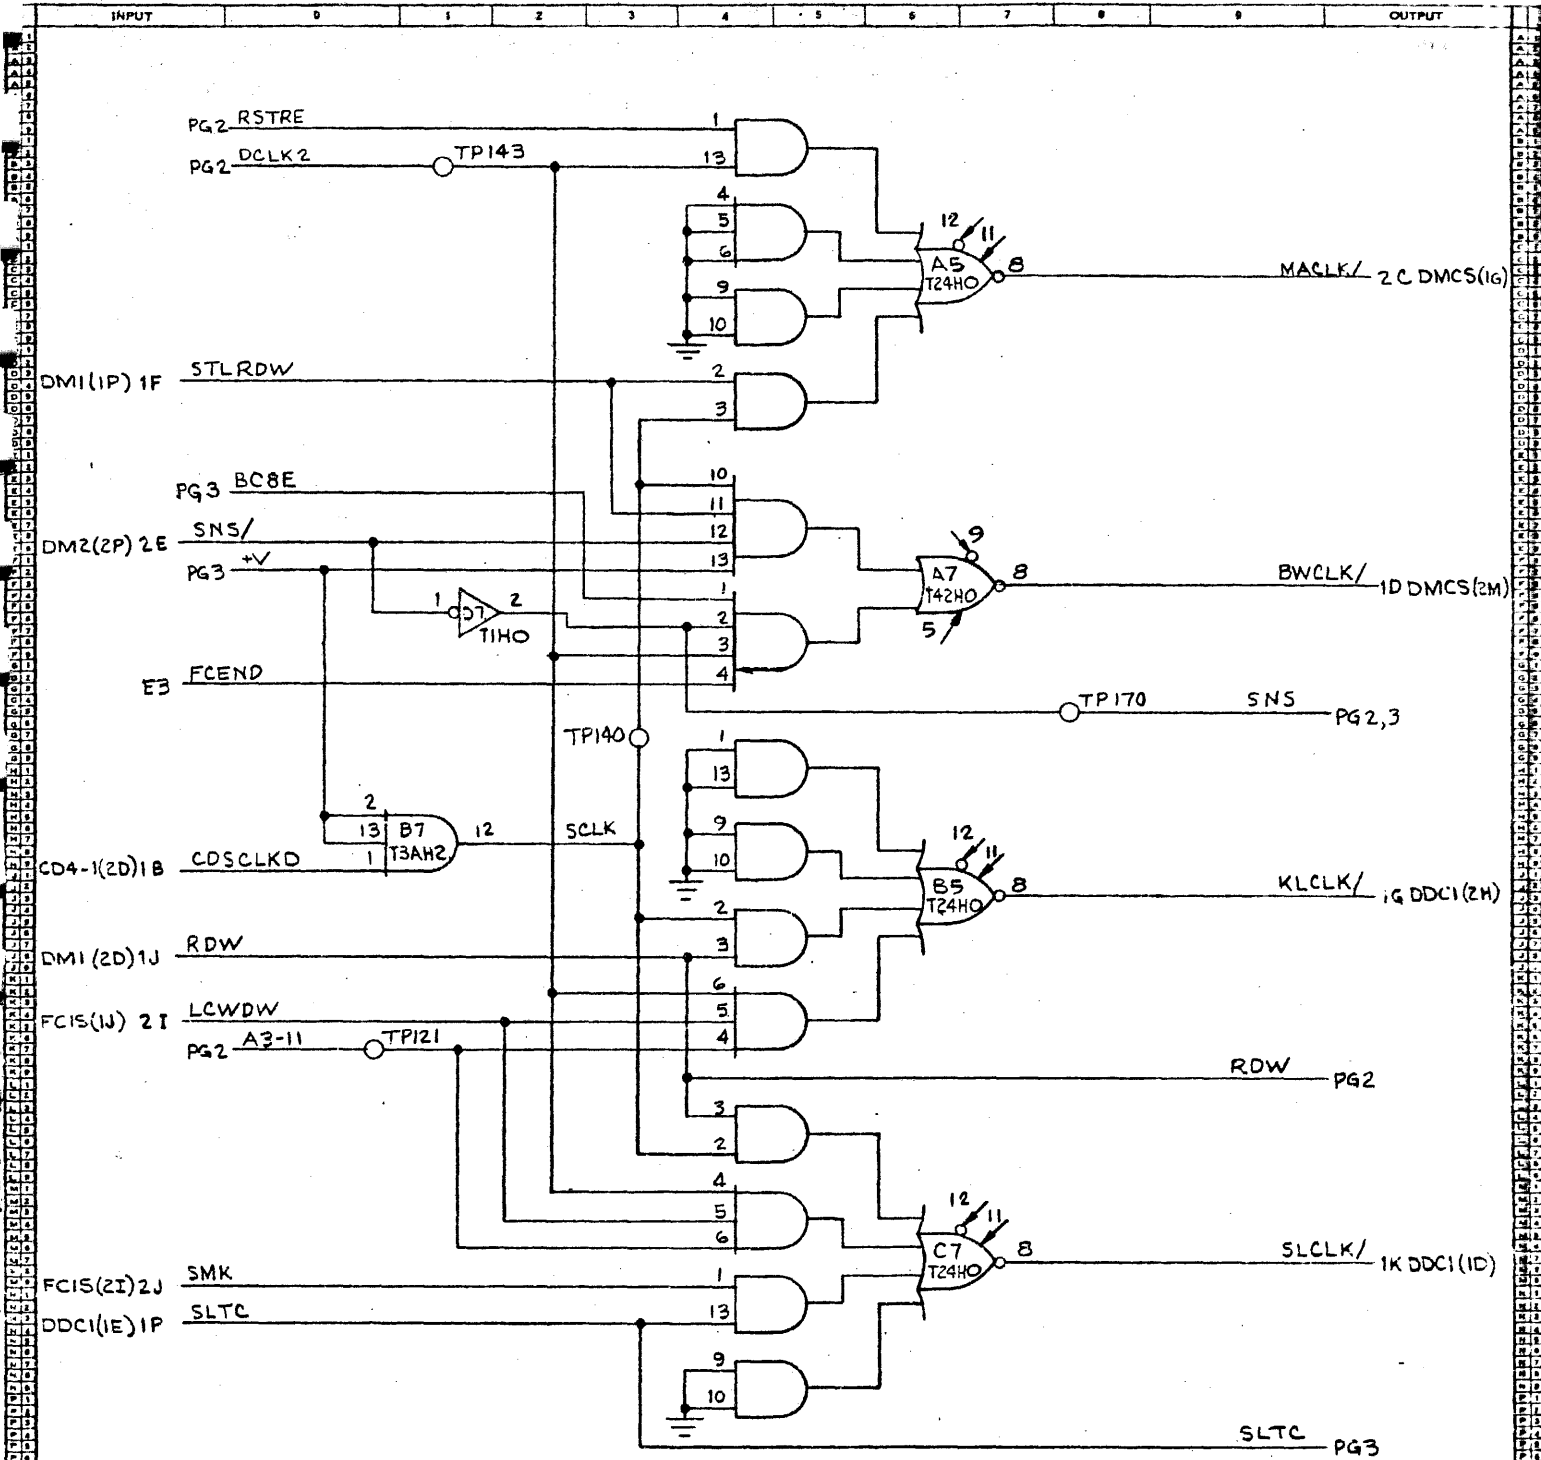 INPUT 0 1 2 3 4 5 6 7 8 9 OUTPUT
PG2 RSTRE 1
PG2 DCLK2 TP143 13
4
5
6
12 11
A5 8
T24HO
MACLK/ 2C DMCS(1G)
9
10
DM1(1P) 1F STLRDW 2
3
10
PG3 BC8E 11
DM2(2P) 2E SNS/ 12
PG3 +V 13
9
A7 8
T42HO
BWCLK/ 1D DMCS(2M)
5
1
1 D7 2
T1HO
2
3
E3 FCEND 4
TP170 SNS PG2,3
TP140
1
13
2
13 B7 12 SCLK
T3AH2
CD4-1(2D)1B CDSCLKD 1
9
10
12 11
B5 8
T24HO
KLCLK/ 1G DDC1(2H)
2
DM1(2D)1J RDW 3
6
FC1S(1J) 2I LCWDW 5
PG2 A3-11 TP121 4
RDW PG2
3
2
4
5
6
12 11
C7 8
T24HO
SLCLK/ 1K DDC1(1D)
FC1S(2I)2J SMK 1
DDC1(1E)1P SLTC 13
9
10
SLTC PG3